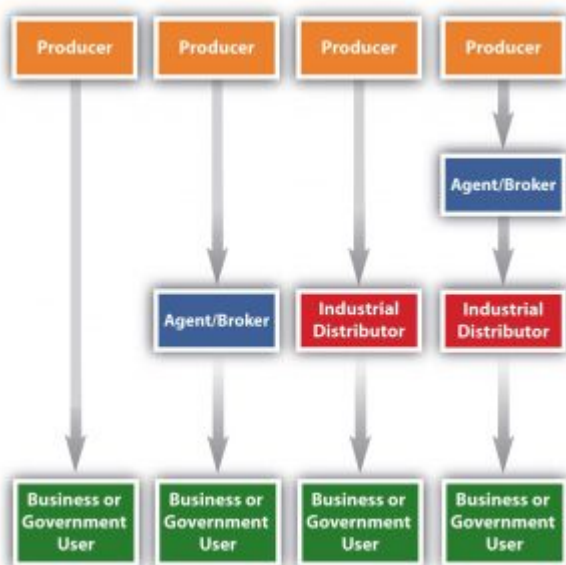 Producer
Producer
Producer
Producer
Agent/Broker
Agent/Broker
Industrial
Distributor
Industrial
Distributor
Business or
Government
User
Business or
Government
User
Business or
Government
User
Business or
Government
User